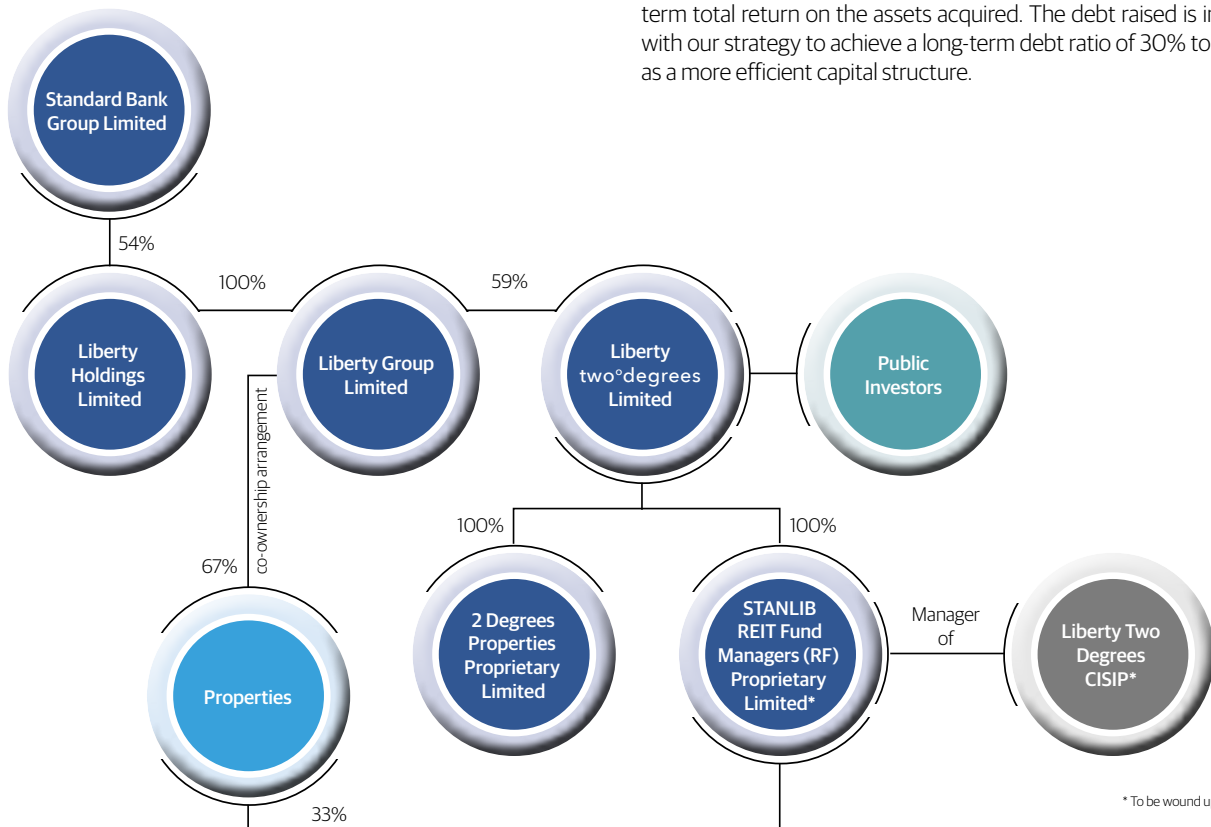 term total return on the assets acquired. The debt raised is
with our strategy to achieve a long-term debt ratio of 30% to
as a more efficient capital structure.
Standard Bank
Group Limited
54%
100%
59%
Liberty
Holdings
Limited
Liberty Group
Limited
Liberty
two°degrees
Limited
Public
Investors
co-ownership arrangement
67%
100%
100%
Properties
2 Degrees
Properties
Proprietary
Limited
STANLIB
REIT Fund
Managers (RF)
Proprietary
Limited*
Manager
of
Liberty Two
Degrees
CISIP*
33%
* To be wound